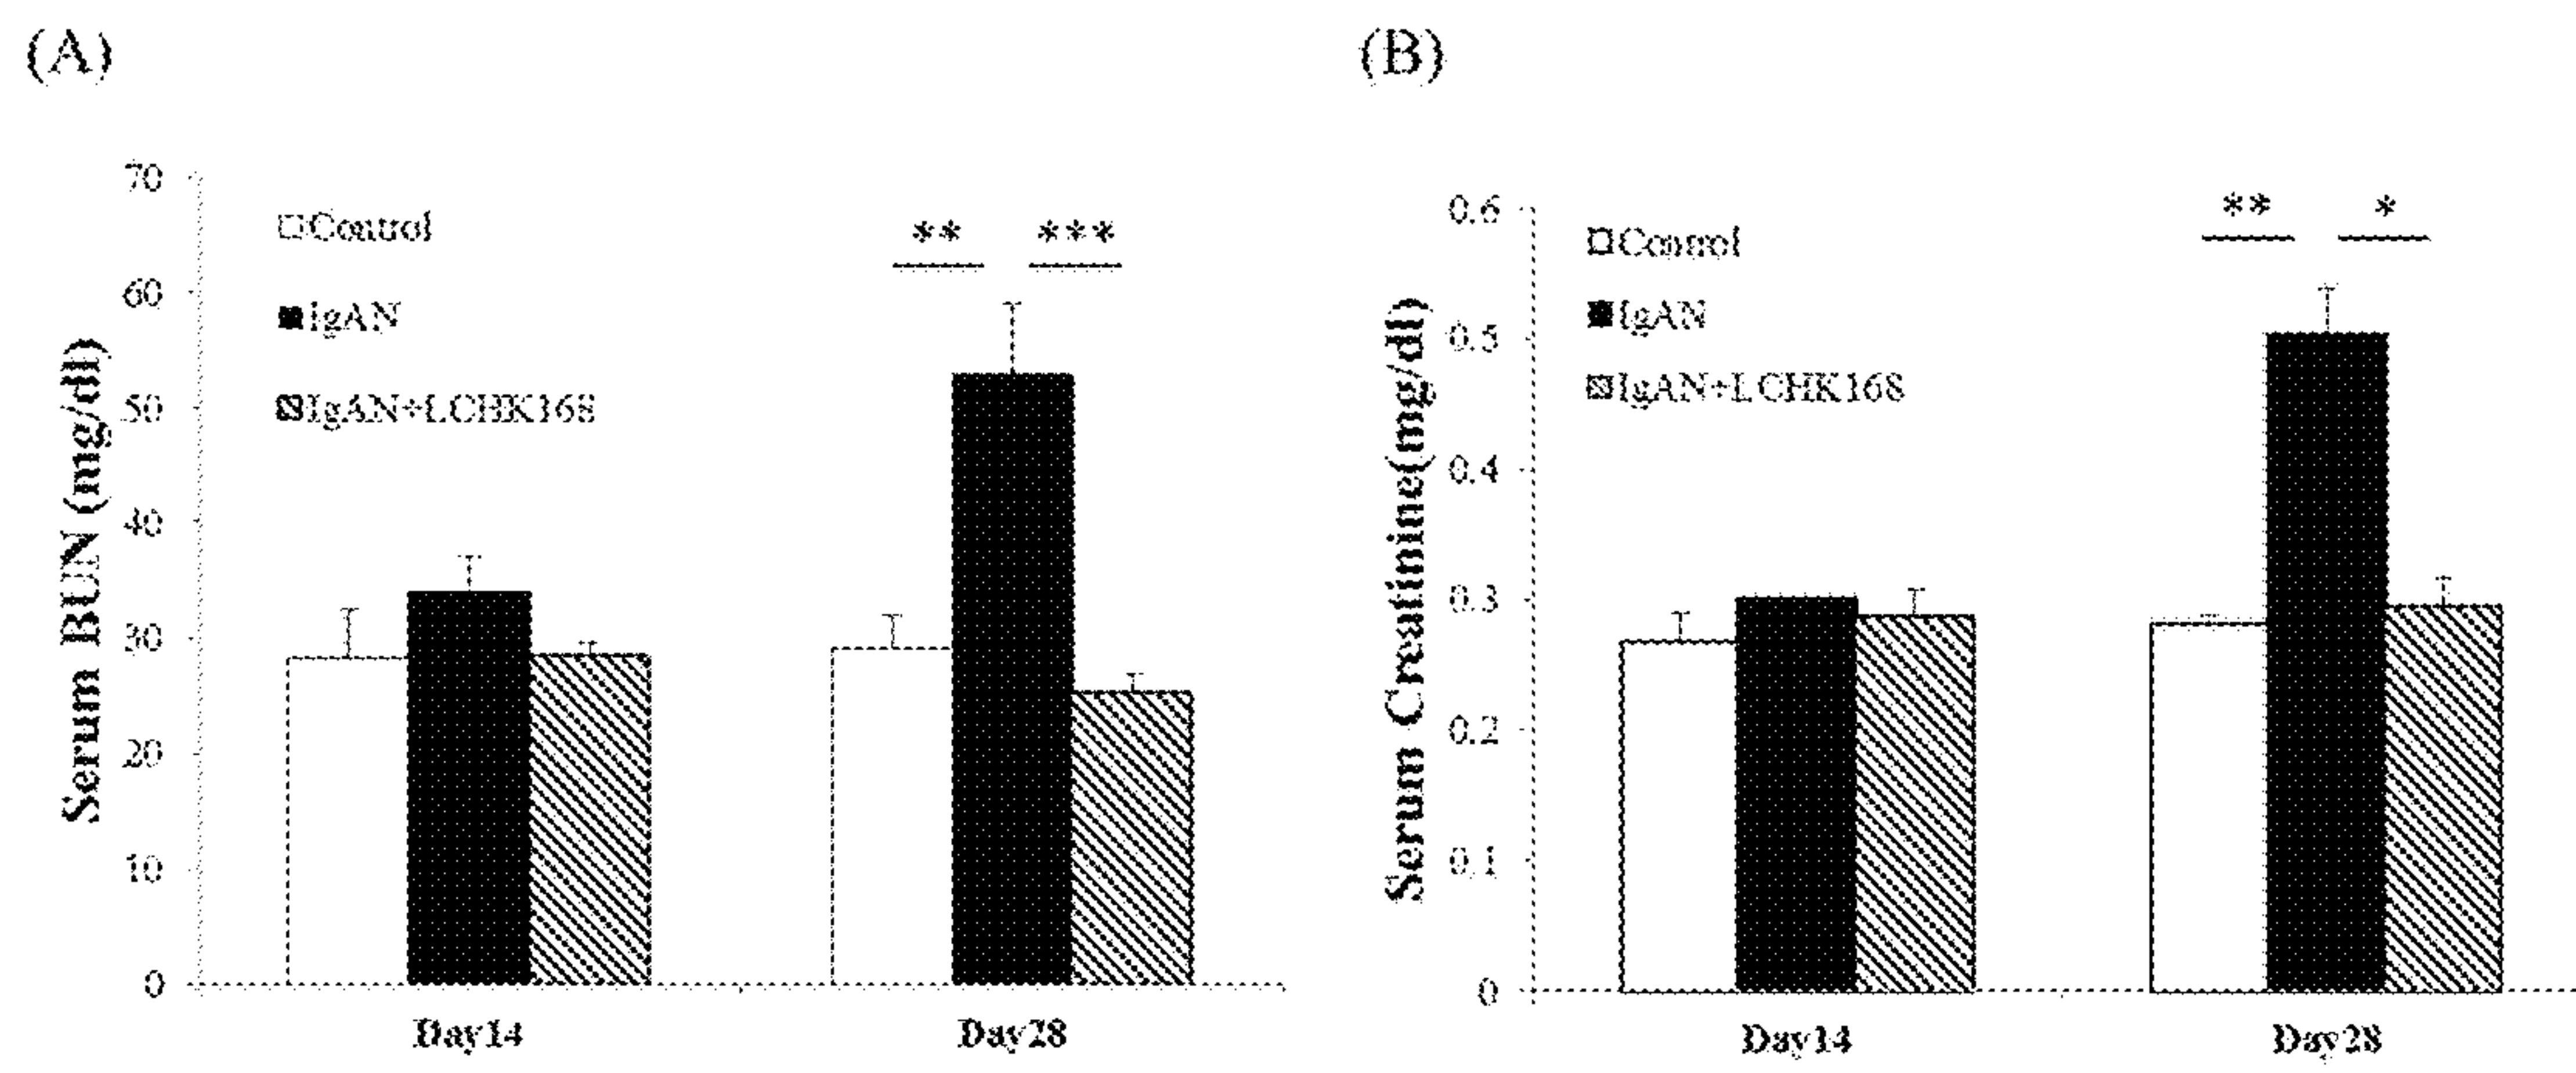 (A)
Serum BUN (mg/dl)
70
60
50
40
30
20
10
0
Control
IgAN
IgAN+LCHK168
** ***
Day14 Day28
(B)
Serum Creatinine(mg/dl)
0.6
0.5
0.4
0.3
0.2
0.1
0
Control
IgAN
IgAN+LCHK168
** *
Day14 Day28